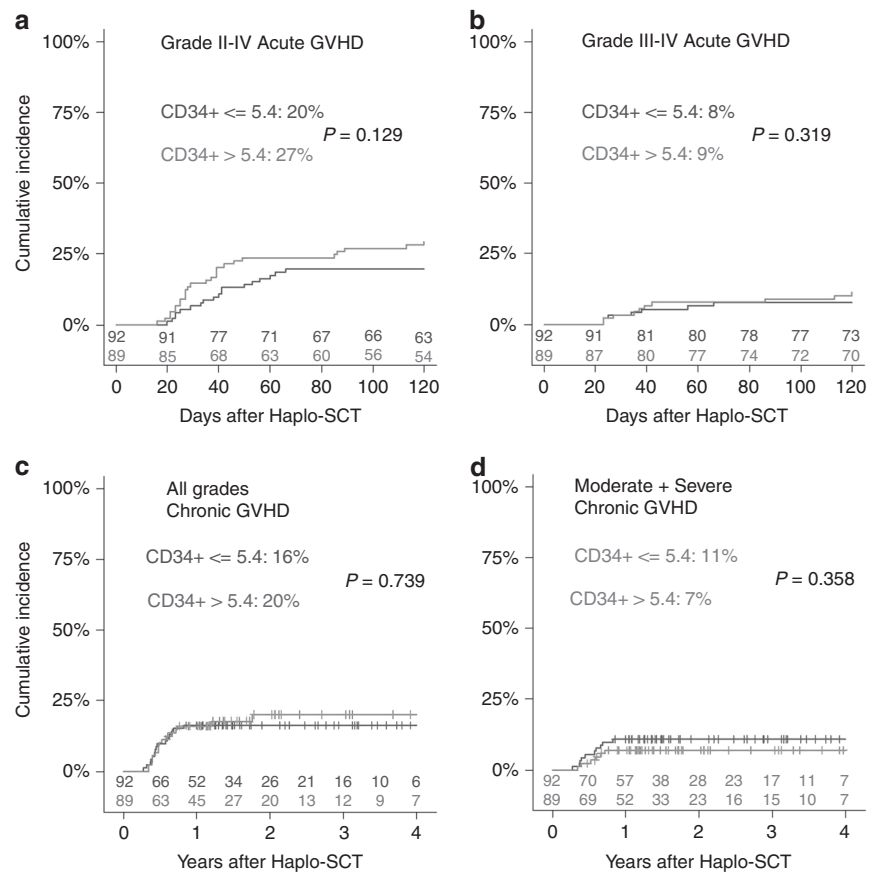 a
Grade II-IV Acute GVHD
CD34+ <= 5.4: 20%
P = 0.129
CD34+ > 5.4: 27%
Cumulative incidence
100%
75%
50%
25%
0%
92 91 77 71 67 66 63
89 85 68 63 60 56 54
0 20 40 60 80 100 120
Days after Haplo-SCT
b
Grade III-IV Acute GVHD
CD34+ <= 5.4: 8%
P = 0.319
CD34+ > 5.4: 9%
100%
75%
50%
25%
0%
92 91 81 80 78 77 73
89 87 80 77 74 72 70
0 20 40 60 80 100 120
Days after Haplo-SCT
c
All grades
Chronic GVHD
CD34+ <= 5.4: 16%
P = 0.739
CD34+ > 5.4: 20%
Cumulative incidence
100%
75%
50%
25%
0%
92 66 52 34 26 21 16 10 6
89 63 45 27 20 13 12 9 7
0 1 2 3 4
Years after Haplo-SCT
d
Moderate + Severe
Chronic GVHD
CD34+ <= 5.4: 11%
P = 0.358
CD34+ > 5.4: 7%
100%
75%
50%
25%
0%
92 70 57 38 28 23 17 11 7
89 69 52 33 23 16 15 10 7
0 1 2 3 4
Years after Haplo-SCT